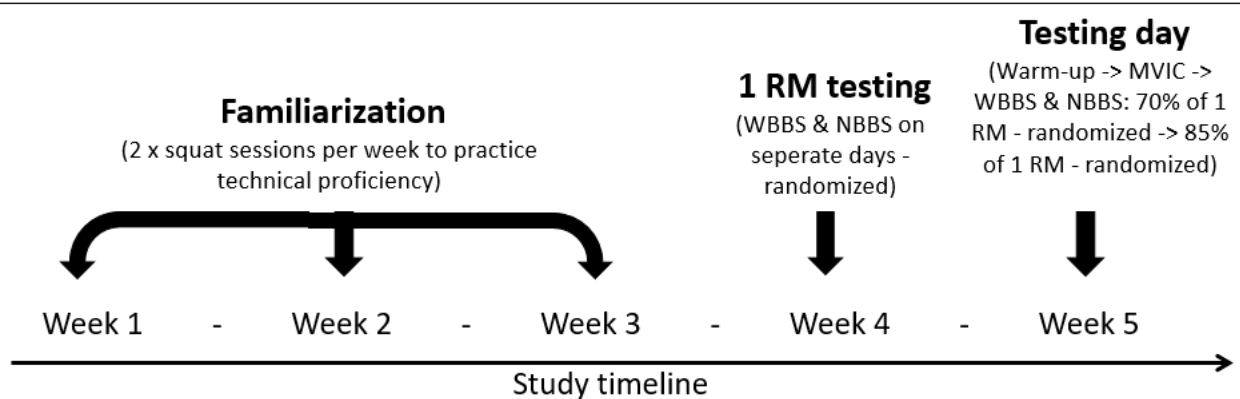 Familiarization
(2 x squat sessions per week to practice
technical proficiency)
1 RM testing
(WBBS & NBBS on
seperate days -
randomized)
Testing day
(Warm-up -> MVIC ->
WBBS & NBBS: 70% of 1
RM - randomized -> 85%
of 1 RM - randomized)
Week 1 - Week 2 - Week 3 - Week 4 - Week 5
Study timeline